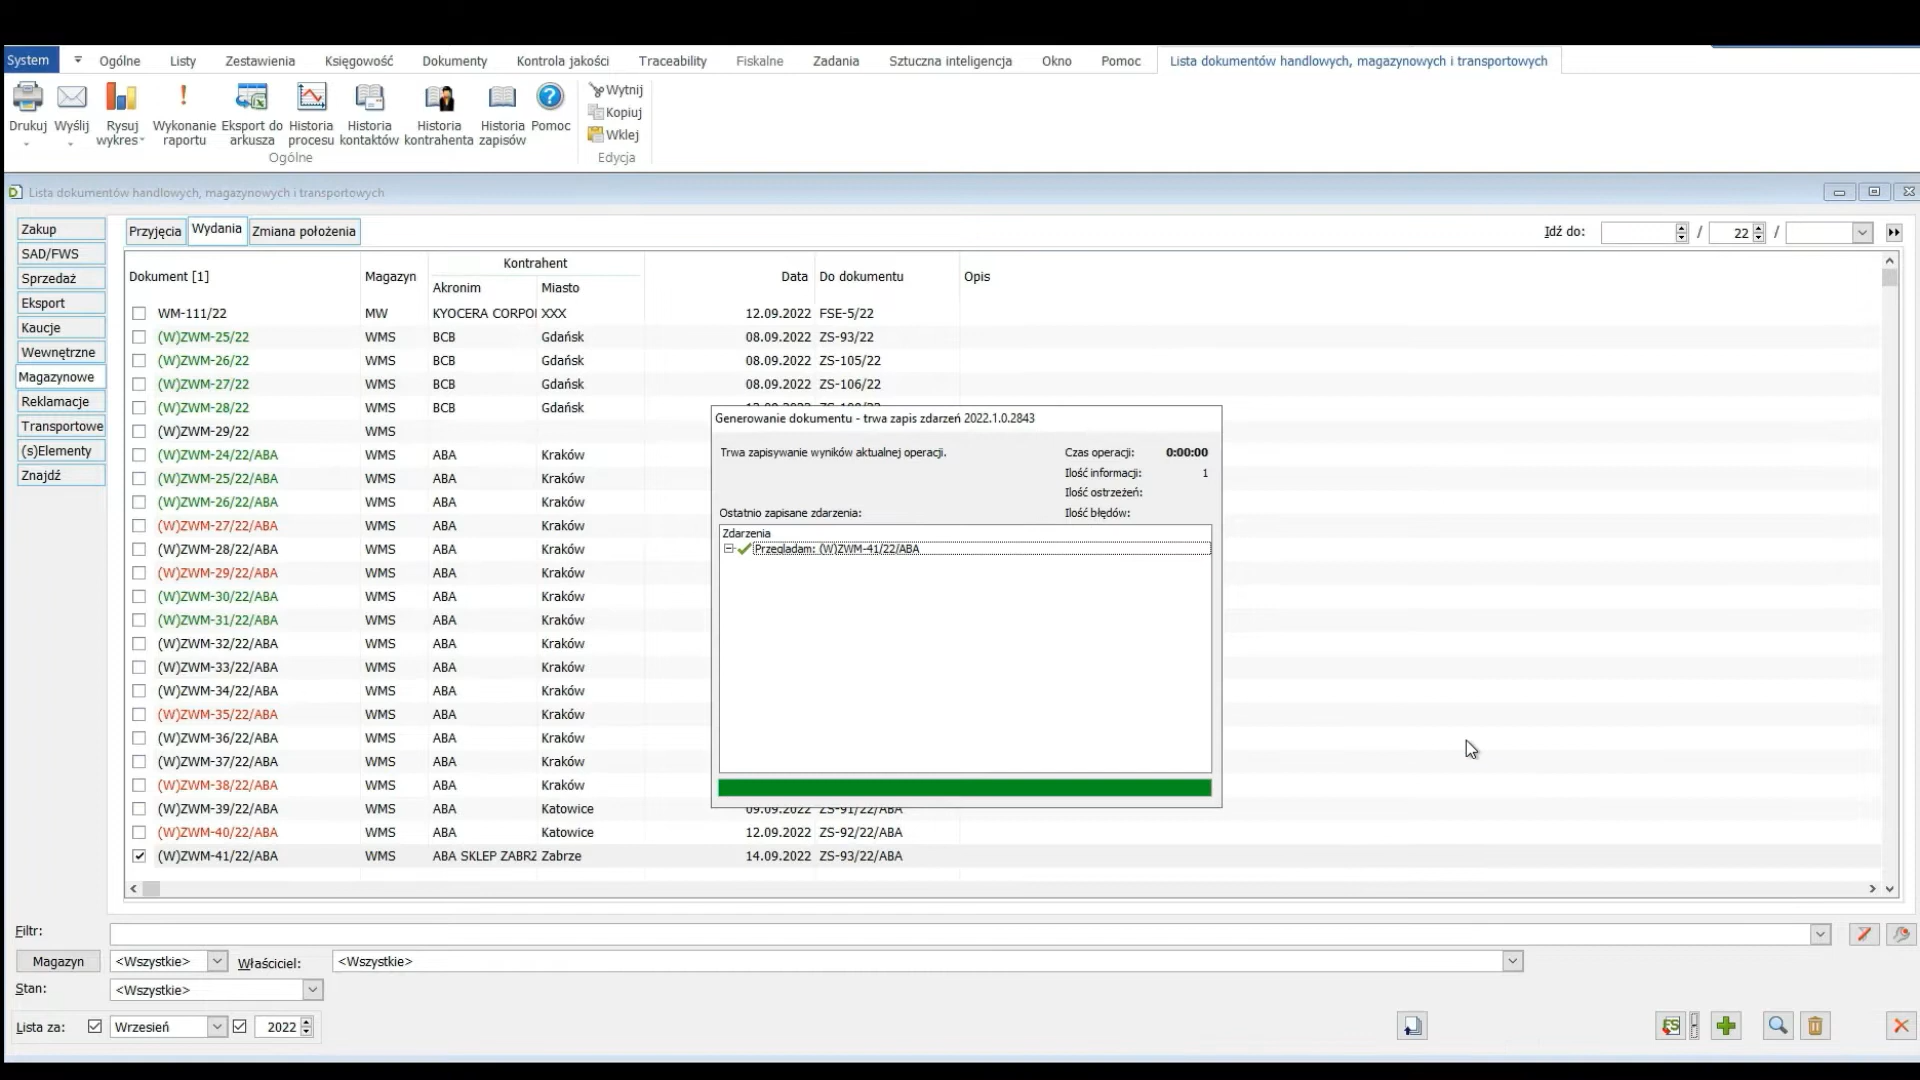 System Ogólne Listy Zestawienia Księgowość Dokumenty Kontrola jakości Traceability Fiskalne Zadania Sztuczna inteligencja Okno Pomoc Lista dokumentów handlowych, magazynowych i transportowych
Drukuj Wyślij Rysuj wykres Wykonanie raportu Eksport do arkusza Historia procesu Historia kontaktów Historia kontrahenta Historia zapisów Pomoc
Wytnij
Kopiuj
Wklej
Ogólne Edycja
Lista dokumentów handlowych, magazynowych i transportowych
Zakup
SAD/FWS
Sprzedaż
Eksport
Kaucje
Wewnętrzne
Magazynowe
Reklamacje
Transportowe
(s)Elementy
Znajdź
Przyjęcia Wydania Zmiana położenia
Idź do: / 22 /
Dokument [1] Magazyn Kontrahent Data Do dokumentu Opis
Akronim Miasto
WM-111/22 MW KYOCERA CORPO XXX 12.09.2022 FSE-5/22
(W)ZWM-25/22 WMS BCB Gdańsk 08.09.2022 ZS-93/22
(W)ZWM-26/22 WMS BCB Gdańsk 08.09.2022 ZS-105/22
(W)ZWM-27/22 WMS BCB Gdańsk 08.09.2022 ZS-106/22
(W)ZWM-28/22 WMS BCB Gdańsk
(W)ZWM-29/22 WMS
(W)ZWM-24/22/ABA WMS ABA Kraków
(W)ZWM-25/22/ABA WMS ABA Kraków
(W)ZWM-26/22/ABA WMS ABA Kraków
(W)ZWM-27/22/ABA WMS ABA Kraków
(W)ZWM-28/22/ABA WMS ABA Kraków
(W)ZWM-29/22/ABA WMS ABA Kraków
(W)ZWM-30/22/ABA WMS ABA Kraków
(W)ZWM-31/22/ABA WMS ABA Kraków
(W)ZWM-32/22/ABA WMS ABA Kraków
(W)ZWM-33/22/ABA WMS ABA Kraków
(W)ZWM-34/22/ABA WMS ABA Kraków
(W)ZWM-35/22/ABA WMS ABA Kraków
(W)ZWM-36/22/ABA WMS ABA Kraków
(W)ZWM-37/22/ABA WMS ABA Kraków
(W)ZWM-38/22/ABA WMS ABA Kraków
(W)ZWM-39/22/ABA WMS ABA Katowice 09.09.2022 ZS-91/22/ABA
(W)ZWM-40/22/ABA WMS ABA Katowice 12.09.2022 ZS-92/22/ABA
(W)ZWM-41/22/ABA WMS ABA SKLEP ZABRZ Zabrze 14.09.2022 ZS-93/22/ABA
Generowanie dokumentu - trwa zapis zdarzeń 2022.1.0.2843
Trwa zapisywanie wyników aktualnej operacji. Czas operacji: 0:00:00
Ilość informacji: 1
Ilość ostrzeżeń:
Ostatnio zapisane zdarzenia: Ilość błędów:
Zdarzenia
Przeglądam: (W)ZWM-41/22/ABA
Filtr:
Magazyn <Wszystkie> Właściciel: <Wszystkie>
Stan: <Wszystkie>
Lista za: Wrzesień 2022